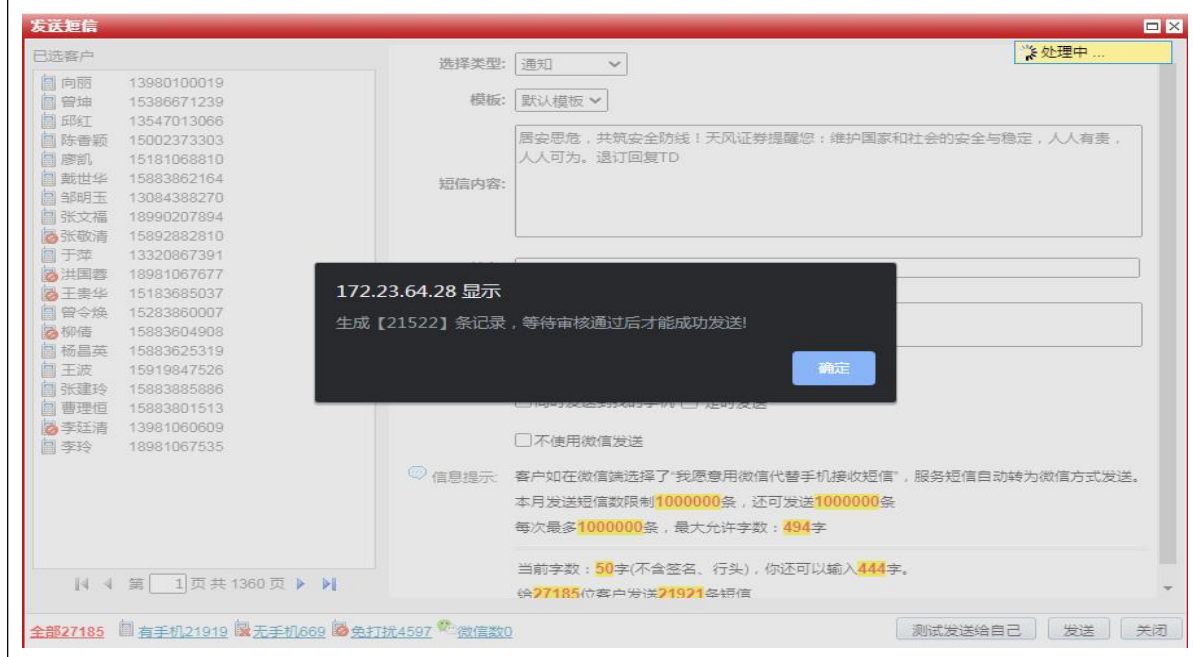 发送短信
处理中 ...
已选客户
向丽 13980100019
曾坤 15386671239
邱红 13547013066
陈香颖 15002373303
廖凯 15181068810
戴世华 15883862164
邹明玉 13084388270
张文福 18990207894
张敬清 15892882810
于萍 13320867391
洪国蓉 18981067677
王贵华 15183685037
曾令焕 15283860007
柳倩 15883604908
杨昌英 15883625319
王波 15919847526
张建玲 15883885886
曹理恒 15883801513
李廷清 13981060609
李玲 18981067535
第 1 页 共 1360 页
选择类型: 通知
模板: 默认模板
短信内容:
居安思危，共筑安全防线！天风证券提醒您：维护国家和社会的安全与稳定，人人有责，
人人可为。退订回复TD
172.23.64.28 显示
生成【21522】条记录，等待审核通过后才能成功发送!
确定
同时发送到我的手机 定时发送
不使用微信发送
信息提示: 客户如在微信端选择了“我愿意用微信代替手机接收短信”，服务短信自动转为微信方式发送。
本月发送短信数限制1000000条，还可发送1000000条
每次最多1000000条，最大允许字数：494字
当前字数：50字(不含签名、行头)，你还可以输入444字。
给27185位客户发送21921条短信
全部27185 有手机21919 无手机669 免打扰4597 微信数0
测试发送给自己 发送 关闭